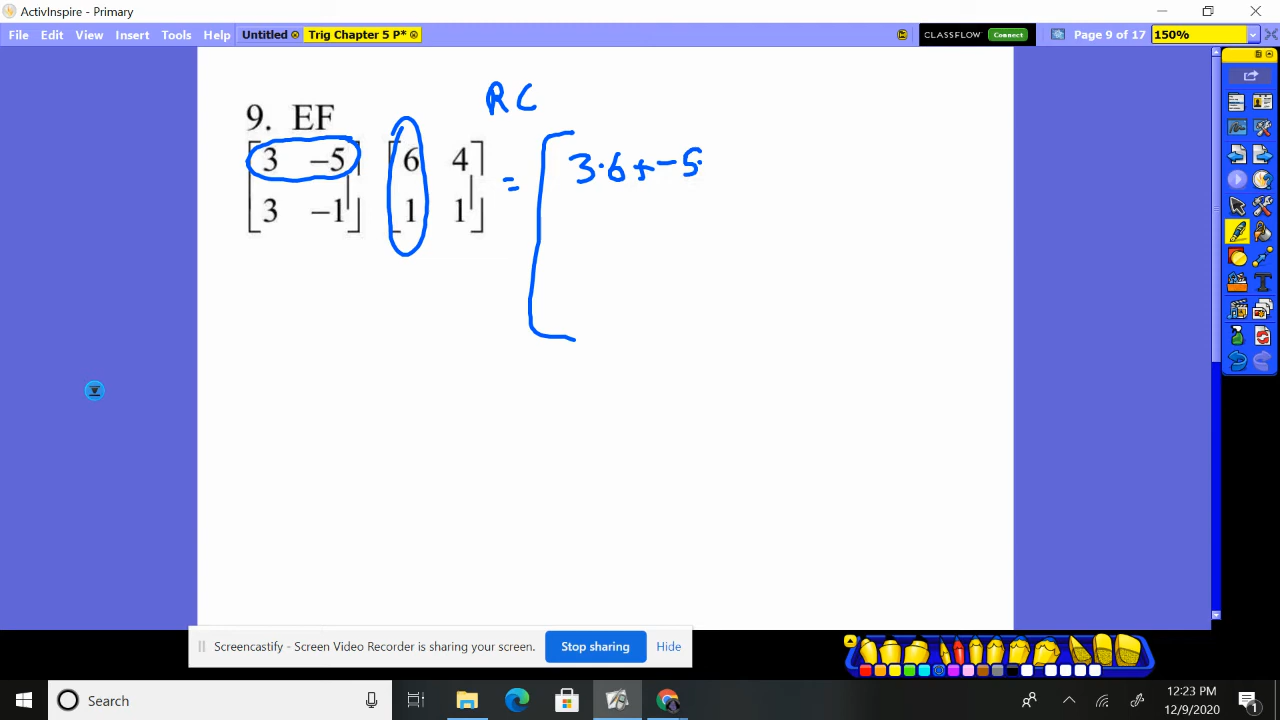 ActivInspire - Primary
File Edit View Insert Tools Help Untitled Trig Chapter 5 P* CLASSFLOW Connect Page 9 of 17 150%
R C
9. EF
3 −5 6 4 = 3·6+-5·
3 −1 1 1
Screencastify - Screen Video Recorder is sharing your screen. Stop sharing Hide
Search 12:23 PM
12/9/2020 1